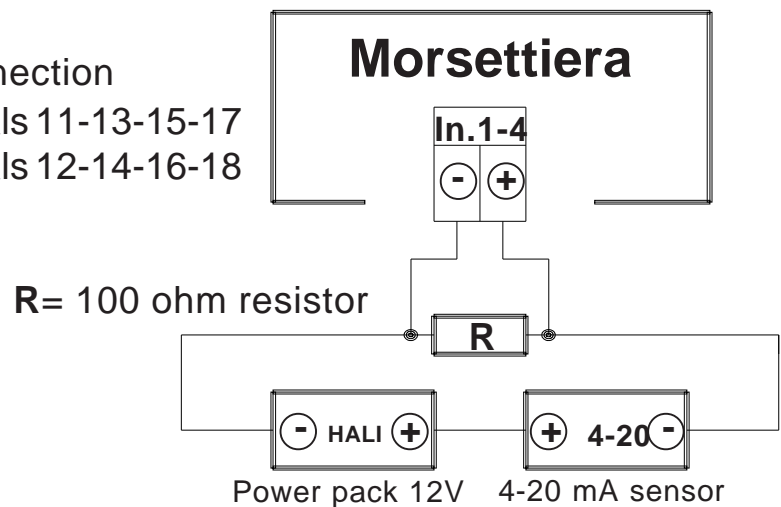 Morsettiera
nection
ls 11-13-15-17
ls 12-14-16-18
In.1-4
- +
R= 100 ohm resistor
R
- HALI + + 4-20 -
Power pack 12V 4-20 mA sensor